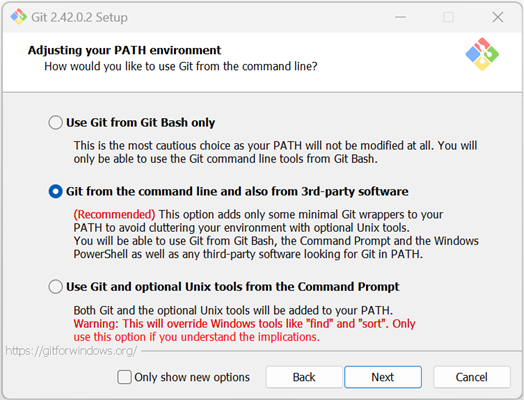 Git 2.42.0.2 Setup
Adjusting your PATH environment
How would you like to use Git from the command line?
Use Git from Git Bash only
This is the most cautious choice as your PATH will not be modified at all. You will
only be able to use the Git command line tools from Git Bash.
Git from the command line and also from 3rd-party software
(Recommended) This option adds only some minimal Git wrappers to your
PATH to avoid cluttering your environment with optional Unix tools.
You will be able to use Git from Git Bash, the Command Prompt and the Windows
PowerShell as well as any third-party software looking for Git in PATH.
Use Git and optional Unix tools from the Command Prompt
Both Git and the optional Unix tools will be added to your PATH.
Warning: This will override Windows tools like "find" and "sort". Only
use this option if you understand the implications.
https://gitforwindows.org/
Only show new options
Back
Next
Cancel